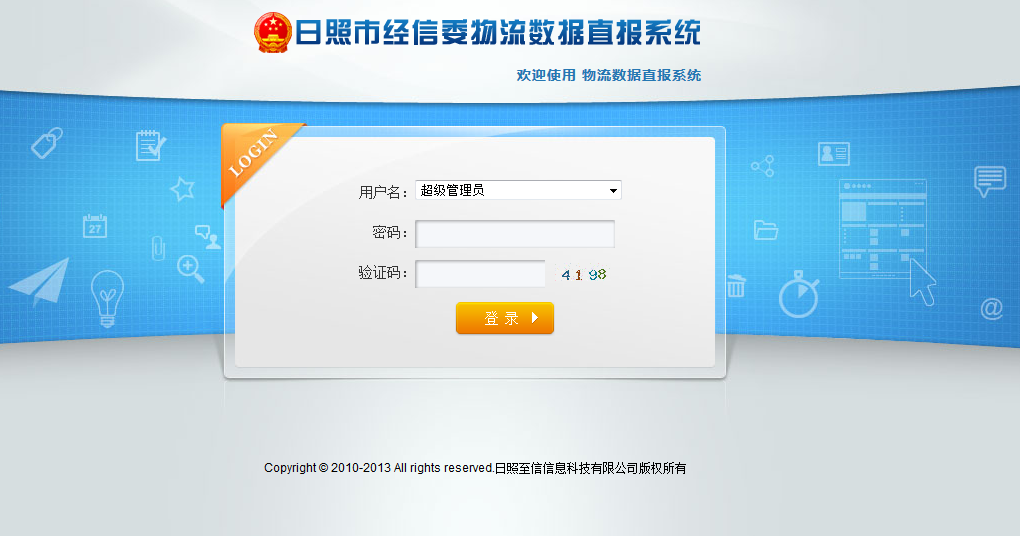 日照市经信委物流数据直报系统
欢迎使用 物流数据直报系统
LOGIN
用户名: 超级管理员
密码:
验证码: 4198
登 录
27
@
Copyright © 2010-2013 All rights reserved.日照至信信息科技有限公司版权所有